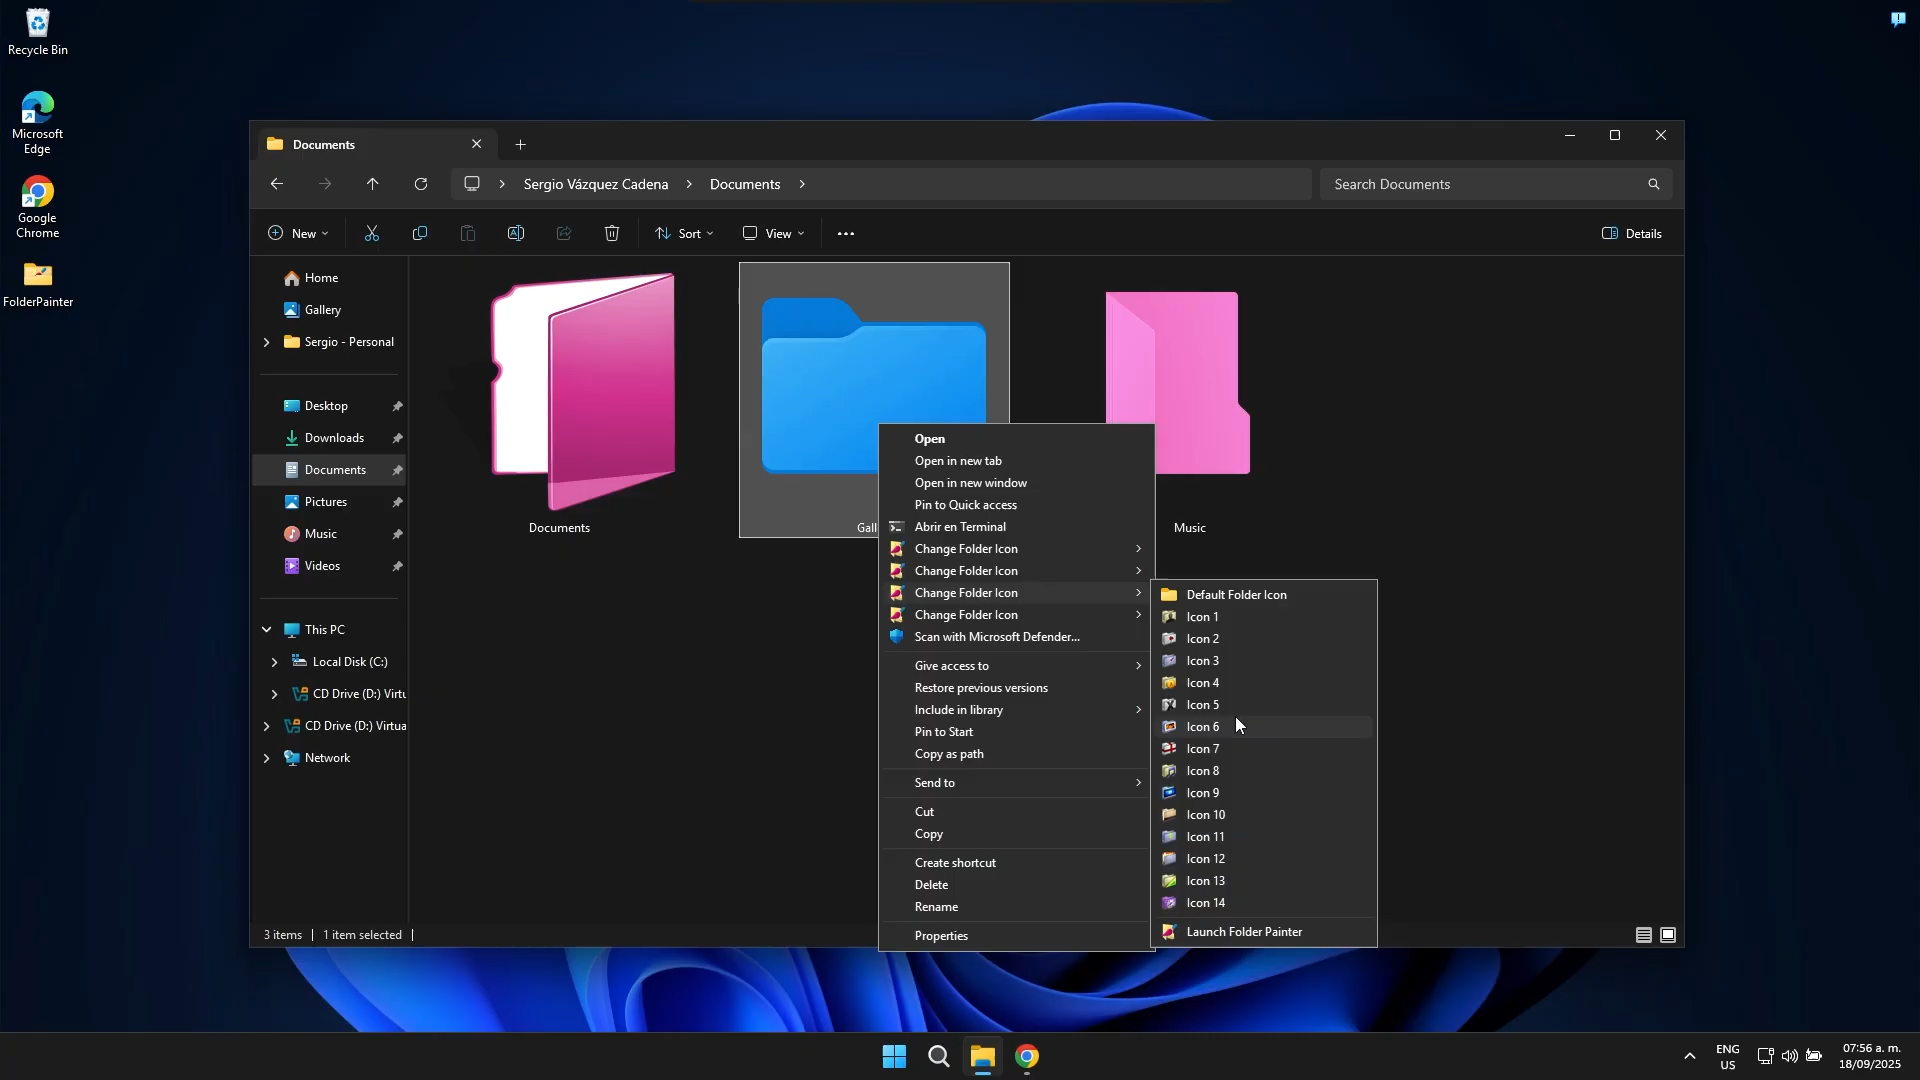 Recycle Bin
Microsoft
Edge
Google
Chrome
FolderPainter
Documents
Sergio Vázquez Cadena
Documents
Search Documents
New
Sort
View
Details
Home
Gallery
Sergio - Personal
Desktop
Downloads
Documents
Pictures
Music
Videos
This PC
Local Disk (C:)
CD Drive (D:) Virtu
CD Drive (D:) Virtua
Network
Documents
Gall
Music
Open
Open in new tab
Open in new window
Pin to Quick access
Abrir en Terminal
Change Folder Icon
Change Folder Icon
Change Folder Icon
Change Folder Icon
Scan with Microsoft Defender...
Give access to
Restore previous versions
Include in library
Pin to Start
Copy as path
Send to
Cut
Copy
Create shortcut
Delete
Rename
Properties
Default Folder Icon
Icon 1
Icon 2
Icon 3
Icon 4
Icon 5
Icon 6
Icon 7
Icon 8
Icon 9
Icon 10
Icon 11
Icon 12
Icon 13
Icon 14
Launch Folder Painter
3 items
1 item selected
ENG
US
07:56 a. m.
18/09/2025